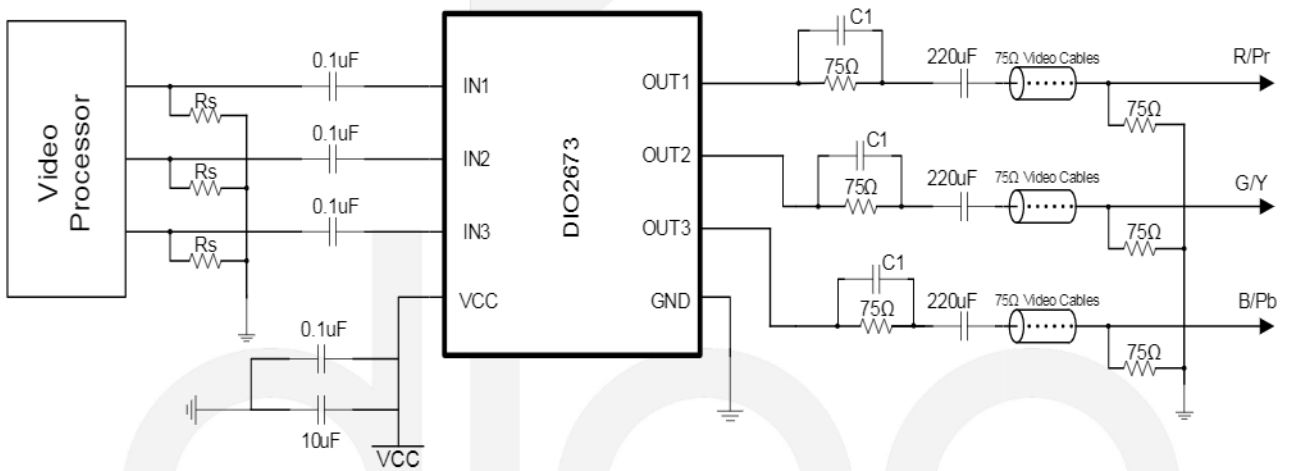 Video Processor
Rs
Rs
Rs
0.1uF
0.1uF
0.1uF
IN1
IN2
IN3
VCC
DIO2673
OUT1
OUT2
OUT3
GND
0.1uF
10uF
VCC
C1
75Ω
220uF
75Ω Video Cables
R/Pr
75Ω
C1
75Ω
220uF
75Ω Video Cables
G/Y
75Ω
C1
75Ω
220uF
75Ω Video Cables
B/Pb
75Ω
dioo